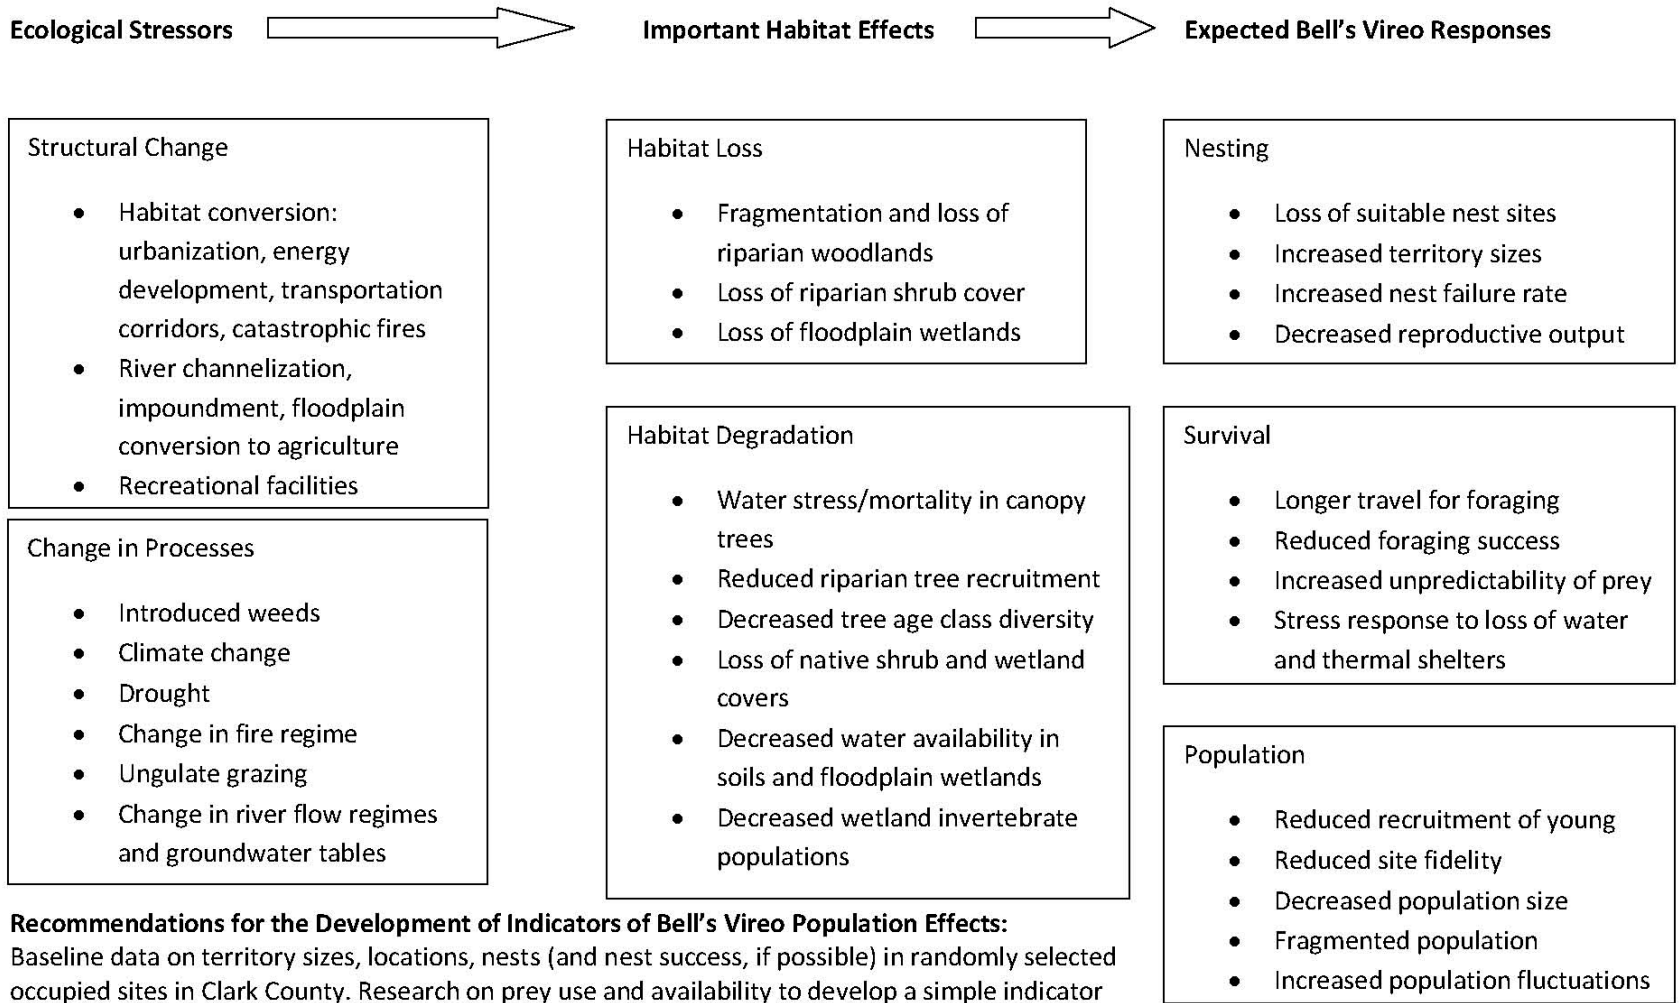 Ecological Stressors
Important Habitat Effects
Expected Bell's Vireo Responses
Structural Change
• Habitat conversion:
urbanization, energy
development, transportation
corridors, catastrophic fires
• River channelization,
impoundment, floodplain
conversion to agriculture
• Recreational facilities
Change in Processes
• Introduced weeds
• Climate change
• Drought
• Change in fire regime
• Ungulate grazing
• Change in river flow regimes
and groundwater tables
Habitat Loss
• Fragmentation and loss of
riparian woodlands
• Loss of riparian shrub cover
• Loss of floodplain wetlands
Habitat Degradation
• Water stress/mortality in canopy
trees
• Reduced riparian tree recruitment
• Decreased tree age class diversity
• Loss of native shrub and wetland
covers
• Decreased water availability in
soils and floodplain wetlands
• Decreased wetland invertebrate
populations
Nesting
• Loss of suitable nest sites
• Increased territory sizes
• Increased nest failure rate
• Decreased reproductive output
Survival
• Longer travel for foraging
• Reduced foraging success
• Increased unpredictability of prey
• Stress response to loss of water
and thermal shelters
Population
• Reduced recruitment of young
• Reduced site fidelity
• Decreased population size
• Fragmented population
• Increased population fluctuations
Recommendations for the Development of Indicators of Bell's Vireo Population Effects:
Baseline data on territory sizes, locations, nests (and nest success, if possible) in randomly selected
occupied sites in Clark County. Research on prey use and availability to develop a simple indicator